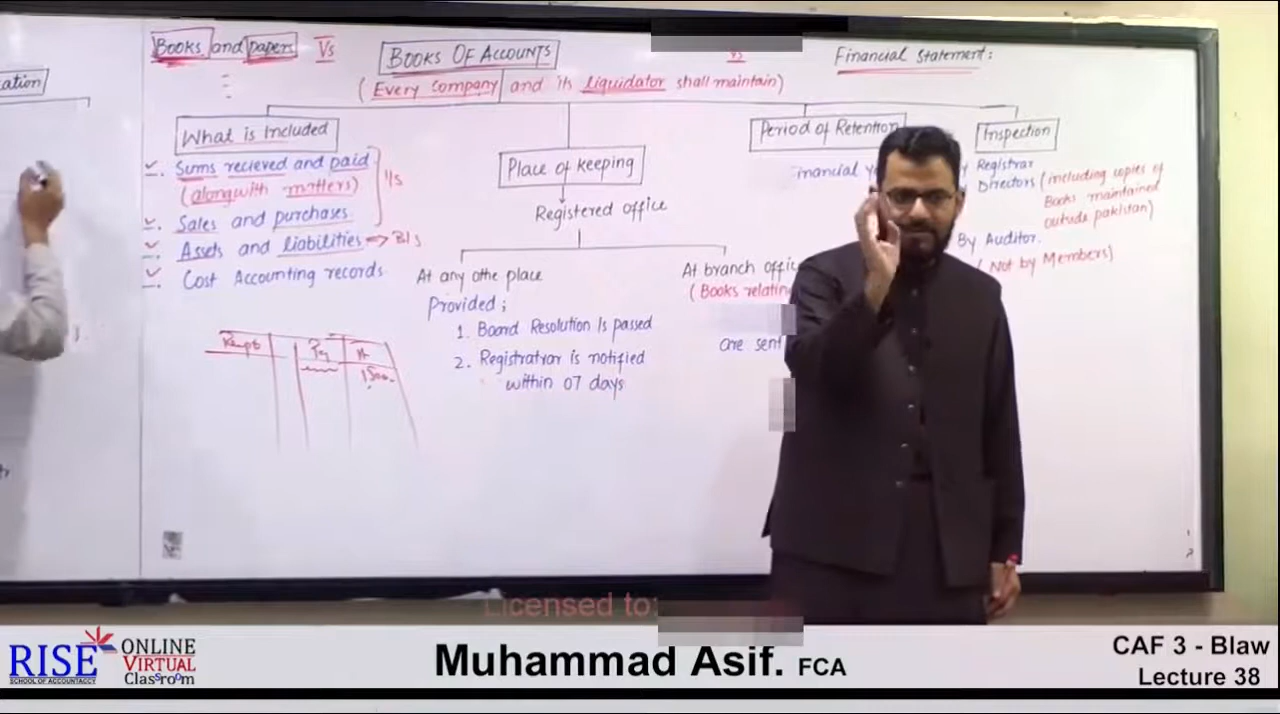 ation
Books and papers Vs
BOOKS OF ACCOUNTS
Vs
Financial statement:
(Every company and its liquidator shall maintain)
What is Included
Sums recieved and paid
(alongwith matters)
I/S
Sales and purchases
Assets and liabilities → B/S
Cost Accounting records
Place of keeping
Registered office
At any othe place
Provided;
1. Board Resolution Is passed
2. Registratrar is notified
within 07 days
At branch offic
(Books relatin
are sent
Period of Retention
inancial y
Inspection
y Registrar
Directors (including copies of
Books maintained
outside pakistan)
By Auditor.
(Not by Members)
Licensed to:
RISE
SCHOOL OF ACCOUNTACY
ONLINE
VIRTUAL
Classroom
Muhammad Asif. FCA
CAF 3 - Blaw
Lecture 38